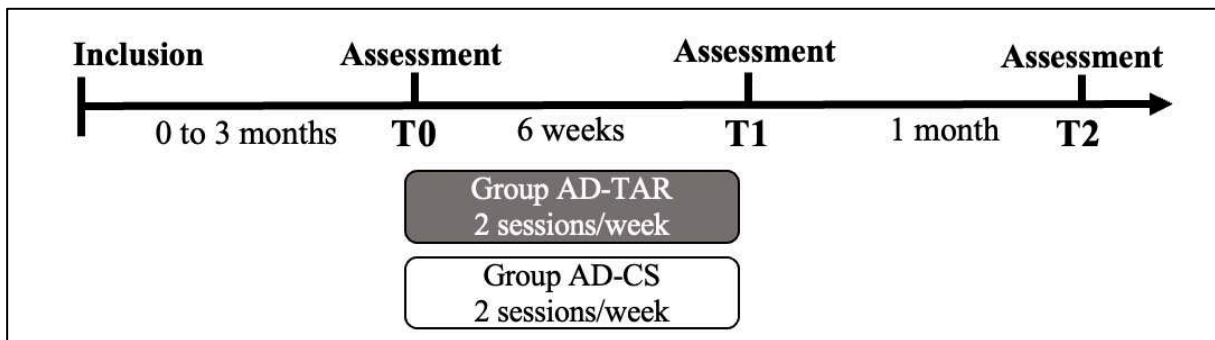 Inclusion
Assessment
Assessment
Assessment
0 to 3 months
T0
6 weeks
T1
1 month
T2
Group AD-TAR
2 sessions/week
Group AD-CS
2 sessions/week